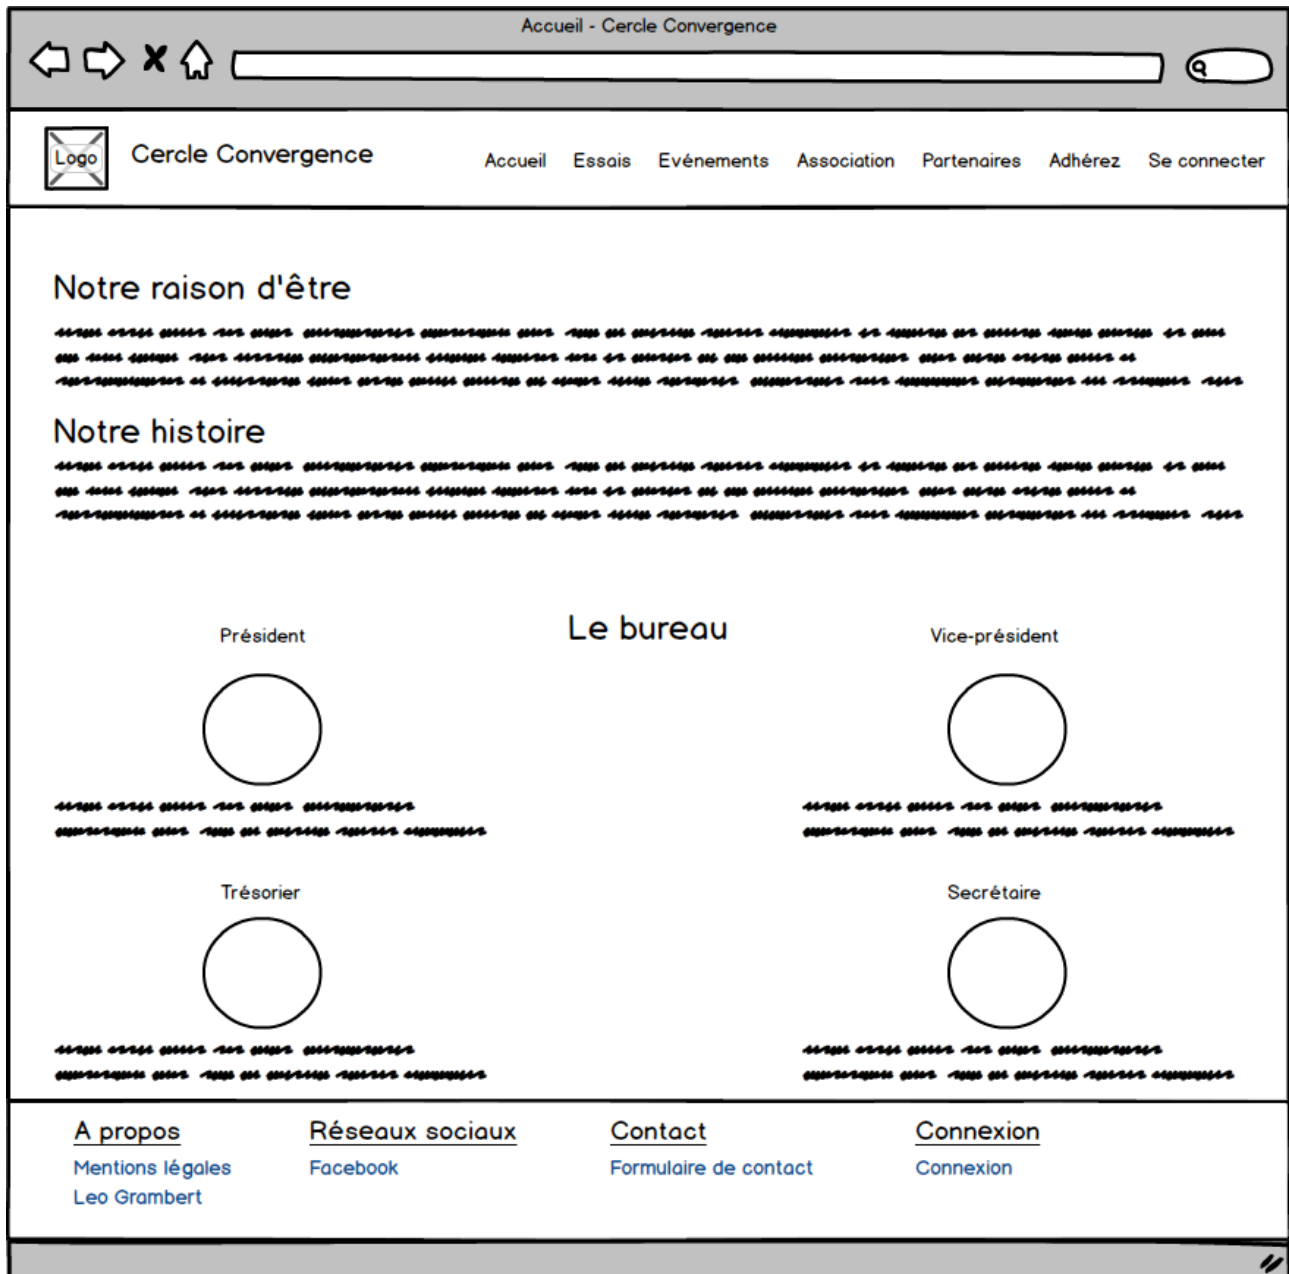 Accueil - Cercle Convergence
Logo
Cercle Convergence
Accueil Essais Evénements Association Partenaires Adhérez Se connecter
Notre raison d'être
Notre histoire
Le bureau
Président
Vice-président
Trésorier
Secrétaire
A propos
Mentions légales
Leo Grambert
Réseaux sociaux
Facebook
Contact
Formulaire de contact
Connexion
Connexion